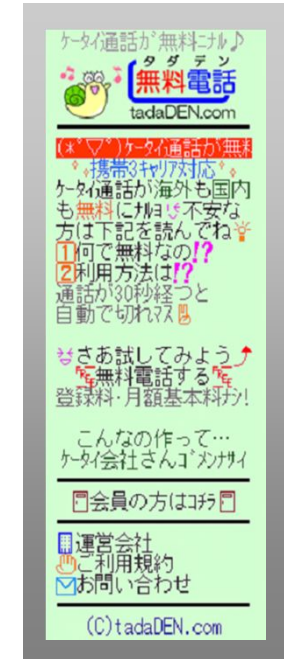 ｹｰﾀｲ通話が無料ﾆﾅﾙ♪
タダデン
無料電話
tadaDEN.com
(*ﾟ▽ﾟ)ｹｰﾀｲ通話が無料
携帯3キャリア対応
ｹｰﾀｲ通話が海外も国内
も無料にﾅﾙﾖ 不安な
方は下記を読んでね
1何で無料なの!?
2利用方法は!?
通話が30秒経つと
自動で切れﾏｽ
さあ試してみよう
FREE無料電話するFREE
登録料・月額基本料ﾅｼ!
こんなの作って…
ｹｰﾀｲ会社さんｺﾞﾒﾝﾅｻｲ
会員の方はｺﾁﾗ
運営会社
ご利用規約
お問い合わせ
(C)tadaDEN.com